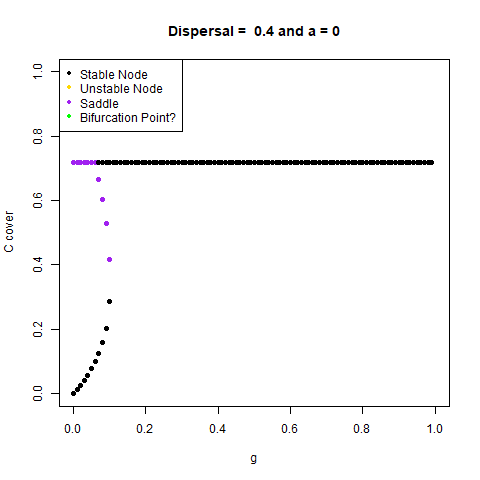 Dispersal =  0.4 and a = 0
Stable Node
Unstable Node
Saddle
Bifurcation Point?
1.0
0.8
0.6
0.4
0.2
0.0
C cover
0.0 0.2 0.4 0.6 0.8 1.0
g